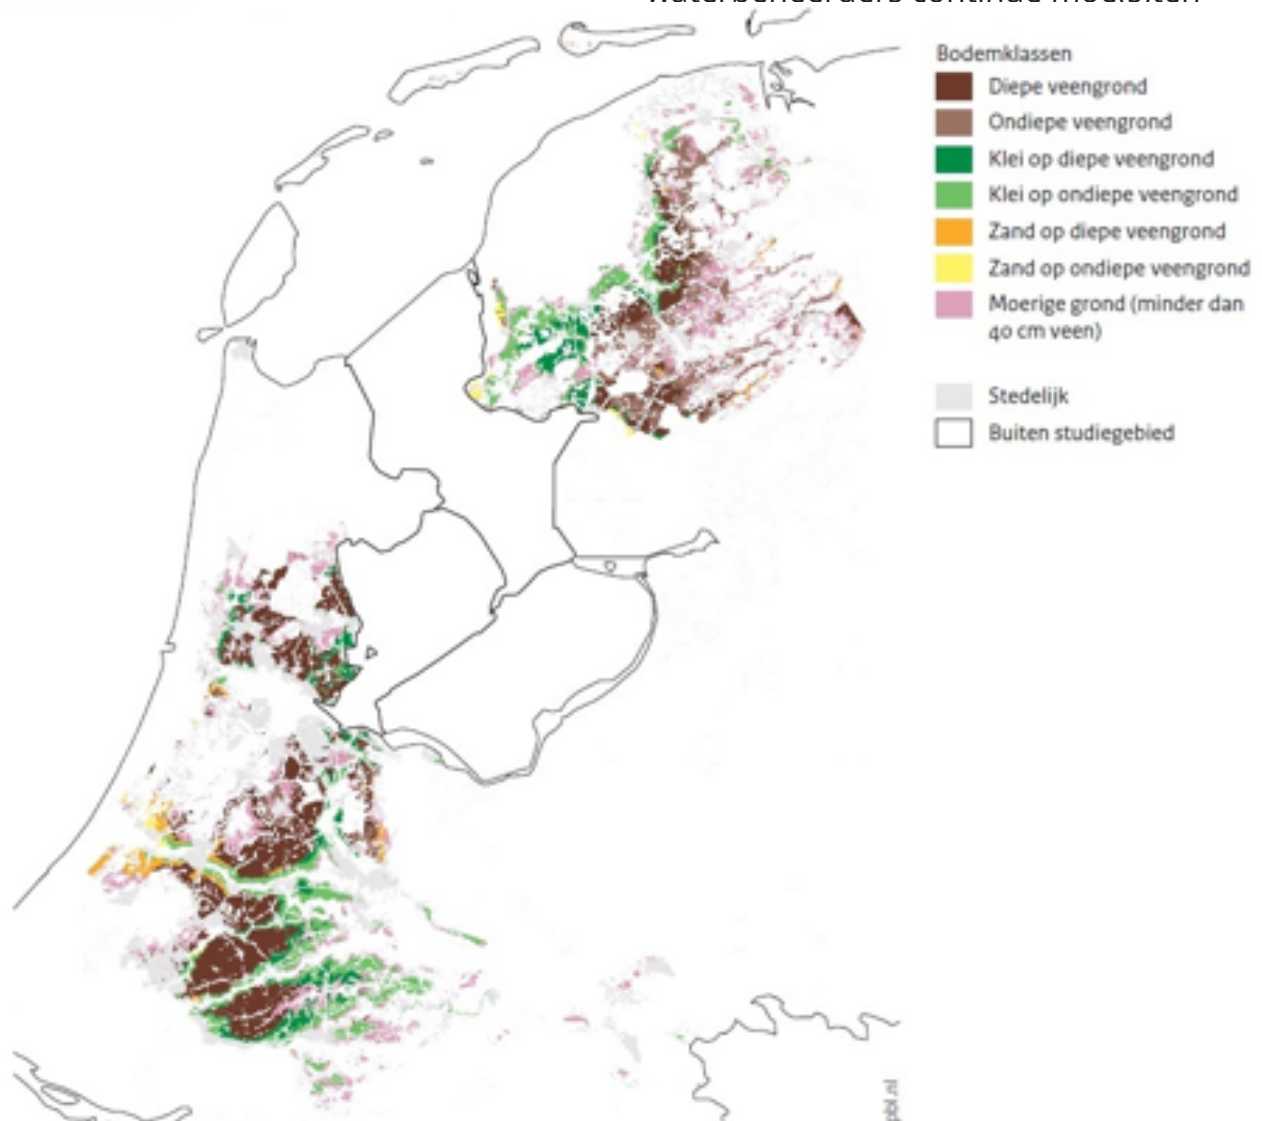 Bodemklassen
Diepe veengrond
Ondiepe veengrond
Klei op diepe veengrond
Klei op ondiepe veengrond
Zand op diepe veengrond
Zand op ondiepe veengrond
Moerige grond (minder dan
40 cm veen)
Stedelijk
Buiten studiegebied
pbl.nl